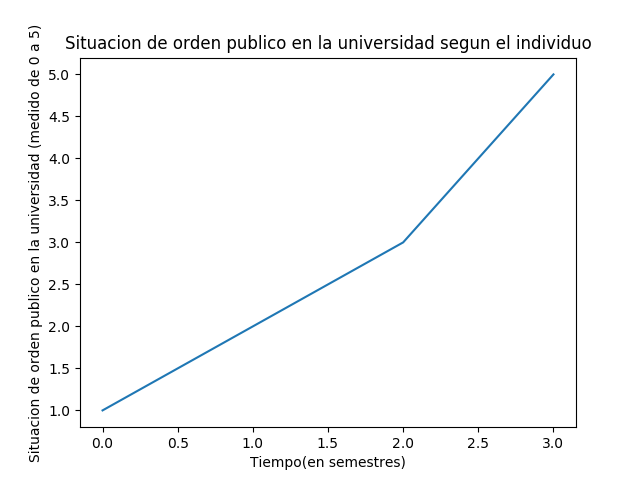 Situacion de orden publico en la universidad segun el individuo
Situacion de orden publico en la universidad (medido de 0 a 5)
5.0
4.5
4.0
3.5
3.0
2.5
2.0
1.5
1.0
0.0 0.5 1.0 1.5 2.0 2.5 3.0
Tiempo(en semestres)